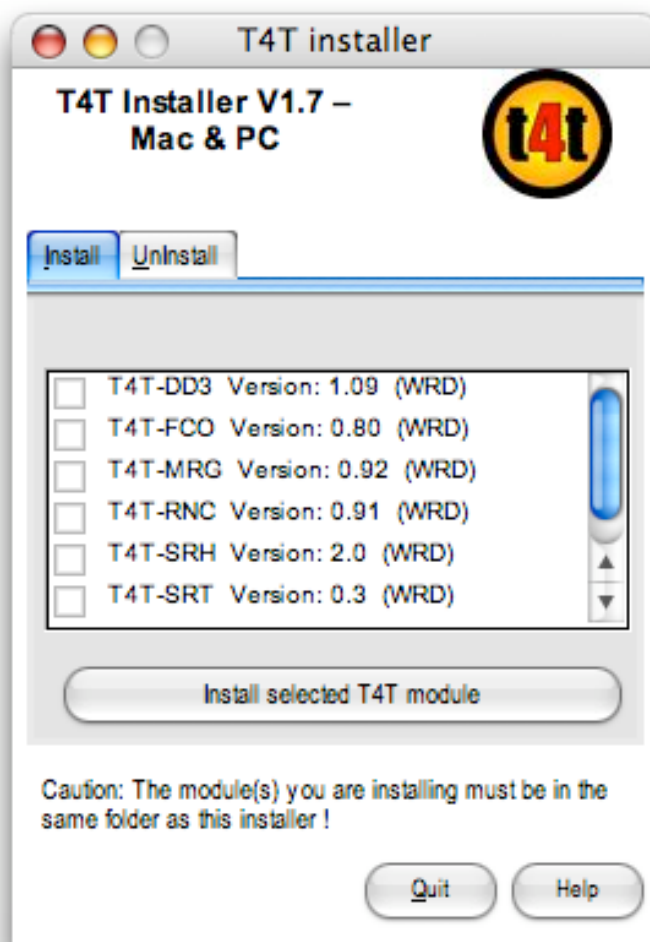 T4T installer
T4T Installer V1.7 –
Mac & PC
t4t
Install UnInstall
T4T-DD3 Version: 1.09 (WRD)
T4T-FCO Version: 0.80 (WRD)
T4T-MRG Version: 0.92 (WRD)
T4T-RNC Version: 0.91 (WRD)
T4T-SRH Version: 2.0 (WRD)
T4T-SRT Version: 0.3 (WRD)
Install selected T4T module
Caution: The module(s) you are installing must be in the
same folder as this installer !
Quit Help